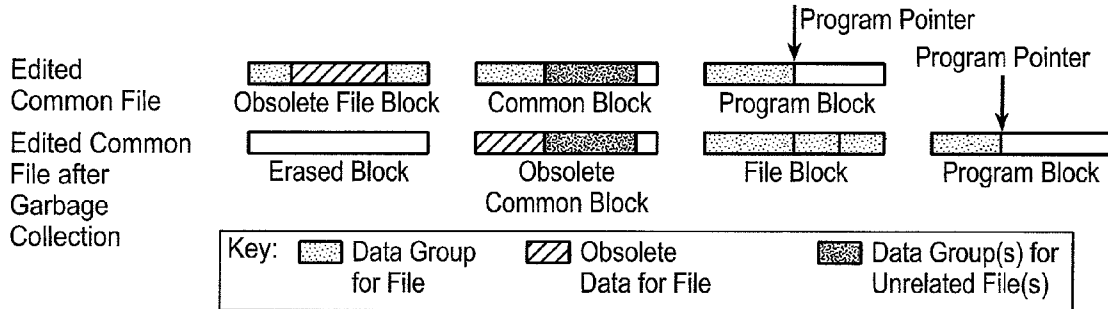 Program Pointer
Program Pointer
Edited
Common File
Obsolete File Block
Common Block
Program Block
Edited Common
File after
Garbage
Collection
Erased Block
Obsolete
Common Block
File Block
Program Block
Key:
Data Group
for File
Obsolete
Data for File
Data Group(s) for
Unrelated File(s)